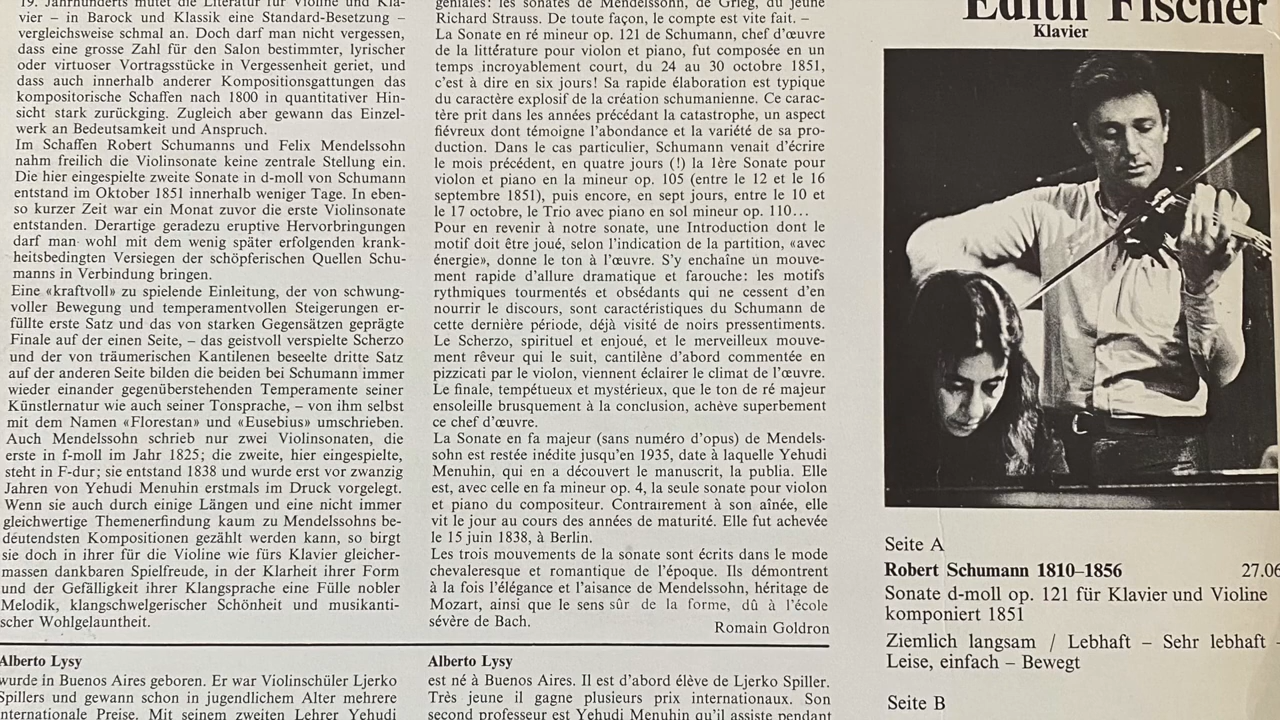 19. Jahrhunderts mutet die Literatur für Violine und Kla-
vier – in Barock und Klassik eine Standard-Besetzung –
vergleichsweise schmal an. Doch darf man nicht vergessen,
dass eine grosse Zahl für den Salon bestimmter, lyrischer
oder virtuoser Vortragsstücke in Vergessenheit geriet, und
dass auch innerhalb anderer Kompositionsgattungen das
kompositorische Schaffen nach 1800 in quantitativer Hin-
sicht stark zurückging. Zugleich aber gewann das Einzel-
werk an Bedeutsamkeit und Anspruch.
Im Schaffen Robert Schumanns und Felix Mendelssohn
nahm freilich die Violinsonate keine zentrale Stellung ein.
Die hier eingespielte zweite Sonate in d-moll von Schumann
entstand im Oktober 1851 innerhalb weniger Tage. In eben-
so kurzer Zeit war ein Monat zuvor die erste Violinsonate
entstanden. Derartige geradezu eruptive Hervorbringungen
darf man wohl mit dem wenig später erfolgenden krank-
heitsbedingten Versiegen der schöpferischen Quellen Schu-
manns in Verbindung bringen.
Eine «kraftvoll» zu spielende Einleitung, der von schwung-
voller Bewegung und temperamentvollen Steigerungen er-
füllte erste Satz und das von starken Gegensätzen geprägte
Finale auf der einen Seite, – das geistvoll verspielte Scherzo
und der von träumerischen Kantilenen beseelte dritte Satz
auf der anderen Seite bilden die beiden bei Schumann immer
wieder einander gegenüberstehenden Temperamente seiner
Künstlernatur wie auch seiner Tonsprache, – von ihm selbst
mit dem Namen «Florestan» und «Eusebius» umschrieben.
Auch Mendelssohn schrieb nur zwei Violinsonaten, die
erste in f-moll im Jahr 1825; die zweite, hier eingespielte,
steht in F-dur; sie entstand 1838 und wurde erst vor zwanzig
Jahren von Yehudi Menuhin erstmals im Druck vorgelegt.
Wenn sie auch durch einige Längen und eine nicht immer
gleichwertige Themenerfindung kaum zu Mendelssohns be-
deutendsten Kompositionen gezählt werden kann, so birgt
sie doch in ihrer für die Violine wie fürs Klavier gleicher-
massen dankbaren Spielfreude, in der Klarheit ihrer Form
und der Gefälligkeit ihrer Klangsprache eine Fülle nobler
Melodik, klangschwelgerischer Schönheit und musikanti-
scher Wohlgelauntheit.
géniales: les sonates de Mendelssohn, de Grieg, du jeune
Richard Strauss. De toute façon, le compte est vite fait. –
La Sonate en ré mineur op. 121 de Schumann, chef d'œuvre
de la littérature pour violon et piano, fut composée en un
temps incroyablement court, du 24 au 30 octobre 1851,
c'est à dire en six jours! Sa rapide élaboration est typique
du caractère explosif de la création schumanienne. Ce carac-
tère prit dans les années précédant la catastrophe, un aspect
fiévreux dont témoigne l'abondance et la variété de sa pro-
duction. Dans le cas particulier, Schumann venait d'écrire
le mois précédent, en quatre jours (!) la 1ère Sonate pour
violon et piano en la mineur op. 105 (entre le 12 et le 16
septembre 1851), puis encore, en sept jours, entre le 10 et
le 17 octobre, le Trio avec piano en sol mineur op. 110...
Pour en revenir à notre sonate, une Introduction dont le
motif doit être joué, selon l'indication de la partition, «avec
énergie», donne le ton à l'œuvre. S'y enchaîne un mouve-
ment rapide d'allure dramatique et farouche: les motifs
rythmiques tourmentés et obsédants qui ne cessent d'en
nourrir le discours, sont caractéristiques du Schumann de
cette dernière période, déjà visité de noirs pressentiments.
Le Scherzo, spirituel et enjoué, et le merveilleux mouve-
ment rêveur qui le suit, cantilène d'abord commentée en
pizzicati par le violon, viennent éclairer le climat de l'œuvre.
Le finale, tempétueux et mystérieux, que le ton de ré majeur
ensoleille brusquement à la conclusion, achève superbement
ce chef d'œuvre.
La Sonate en fa majeur (sans numéro d'opus) de Mendels-
sohn est restée inédite jusqu'en 1935, date à laquelle Yehudi
Menuhin, qui en a découvert le manuscrit, la publia. Elle
est, avec celle en fa mineur op. 4, la seule sonate pour violon
et piano du compositeur. Contrairement à son aînée, elle
vit le jour au cours des années de maturité. Elle fut achevée
le 15 juin 1838, à Berlin.
Les trois mouvements de la sonate sont écrits dans le mode
chevaleresque et romantique de l'époque. Ils démontrent
à la fois l'élégance et l'aisance de Mendelssohn, héritage de
Mozart, ainsi que le sens sûr de la forme, dû à l'école
sévère de Bach.
Romain Goldron
Edith Fischer
Klavier
Seite A
Robert Schumann 1810–1856 27.06
Sonate d-moll op. 121 für Klavier und Violine
komponiert 1851
Ziemlich langsam / Lebhaft – Sehr lebhaft –
Leise, einfach – Bewegt
Seite B
Alberto Lysy
wurde in Buenos Aires geboren. Er war Violinschüler Ljerko
Spillers und gewann schon in jugendlichem Alter mehrere
internationale Preise. Mit seinem zweiten Lehrer Yehudi
Alberto Lysy
est né à Buenos Aires. Il est d'abord élève de Ljerko Spiller.
Très jeune il gagne plusieurs prix internationaux. Son
second professeur est Yehudi Menuhin qu'il assiste pendant